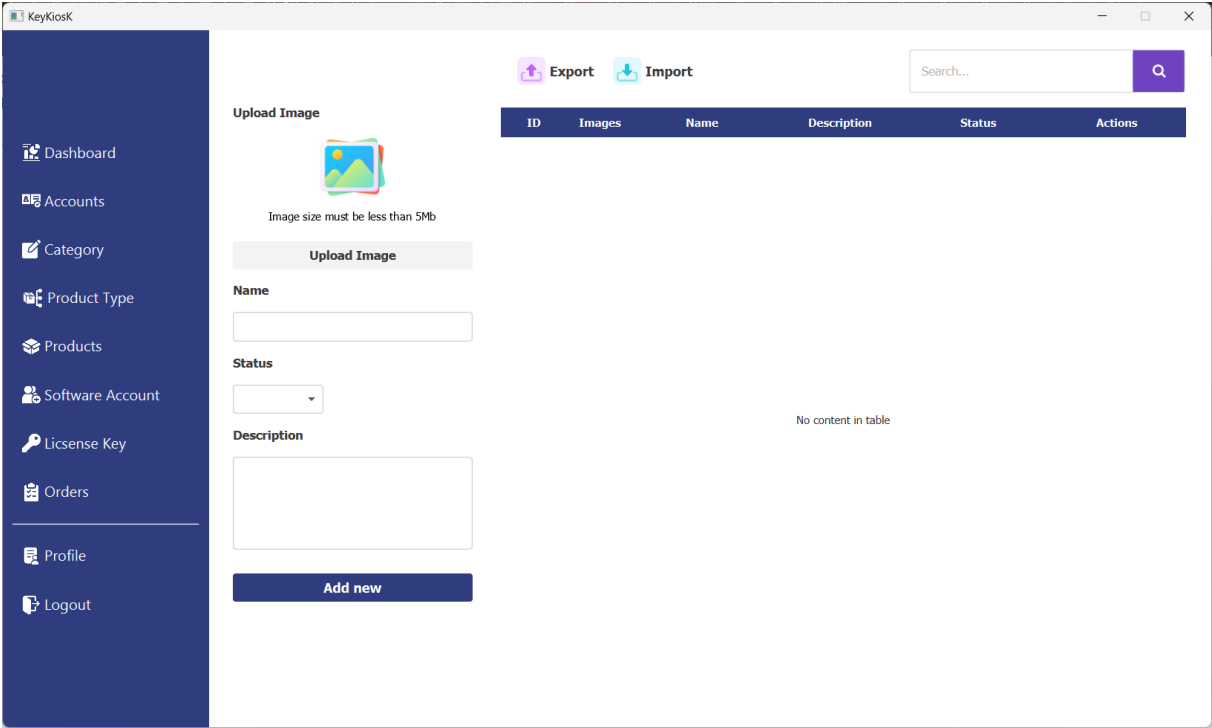 KeyKiosK
Dashboard
Accounts
Category
Product Type
Products
Software Account
Licsense Key
Orders
Profile
Logout
Upload Image
Image size must be less than 5Mb
Upload Image
Name
Status
Description
Add new
Export Import Search...
ID Images Name Description Status Actions
No content in table